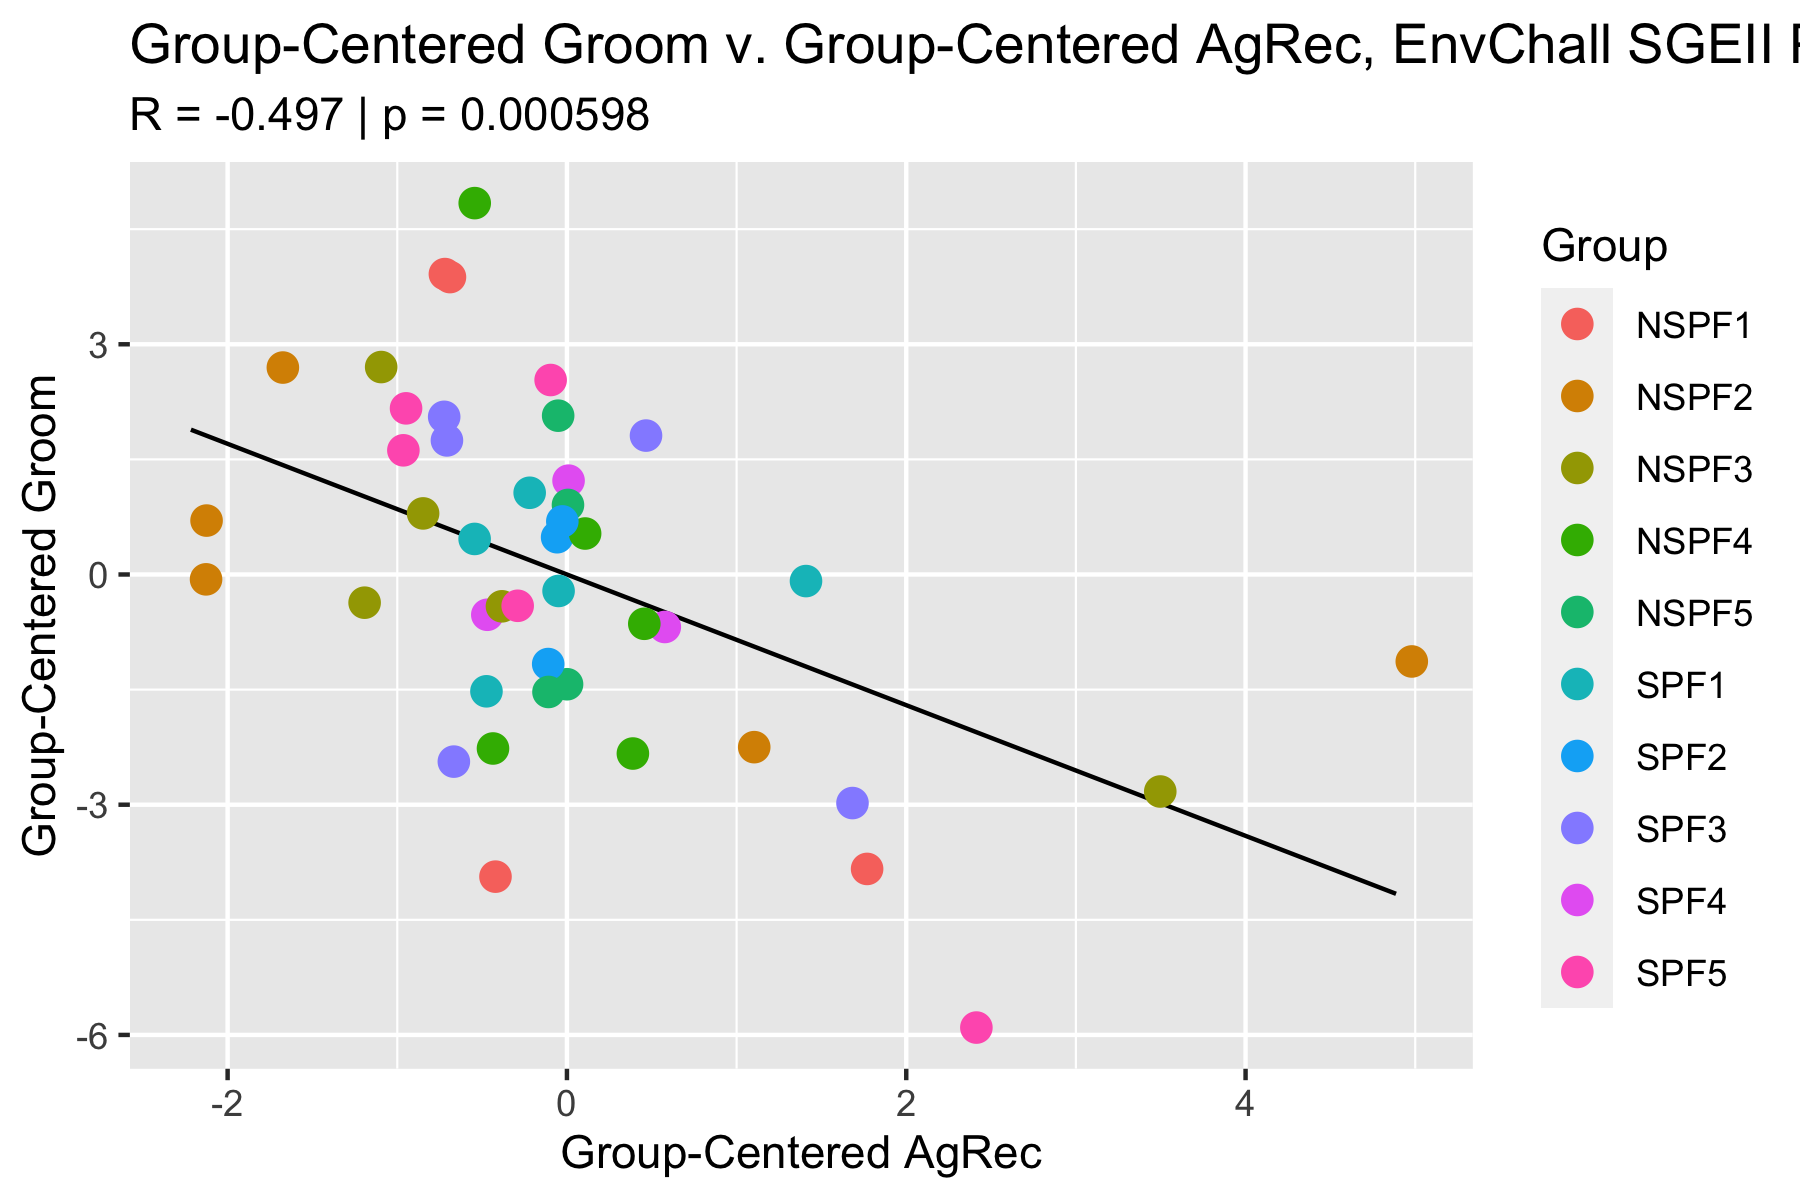 Group-Centered Groom v. Group-Centered AgRec, EnvChall SGEII
R = -0.497 | p = 0.000598
Group-Centered Groom
3
0
-3
-6
-2
0
2
4
Group-Centered AgRec
Group
NSPF1
NSPF2
NSPF3
NSPF4
NSPF5
SPF1
SPF2
SPF3
SPF4
SPF5